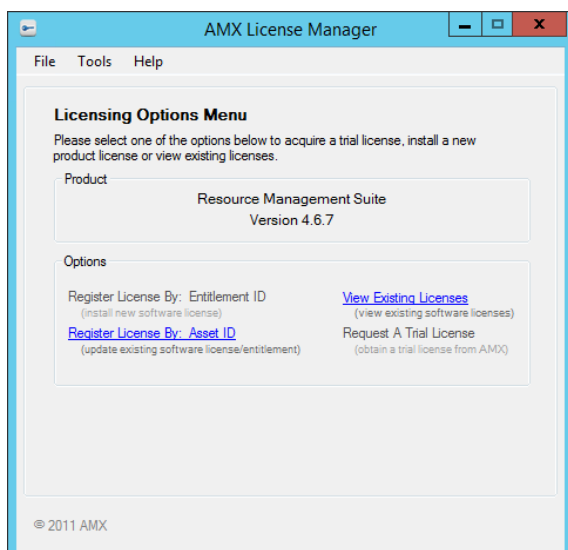 AMX License Manager
File Tools Help
Licensing Options Menu
Please select one of the options below to acquire a trial license, install a new
product license or view existing licenses.
Product
Resource Management Suite
Version 4.6.7
Options
Register License By: Entitlement ID
(install new software license)
Register License By: Asset ID
(update existing software license/entitlement)
View Existing Licenses
(view existing software licenses)
Request A Trial License
(obtain a trial license from AMX)
© 2011 AMX